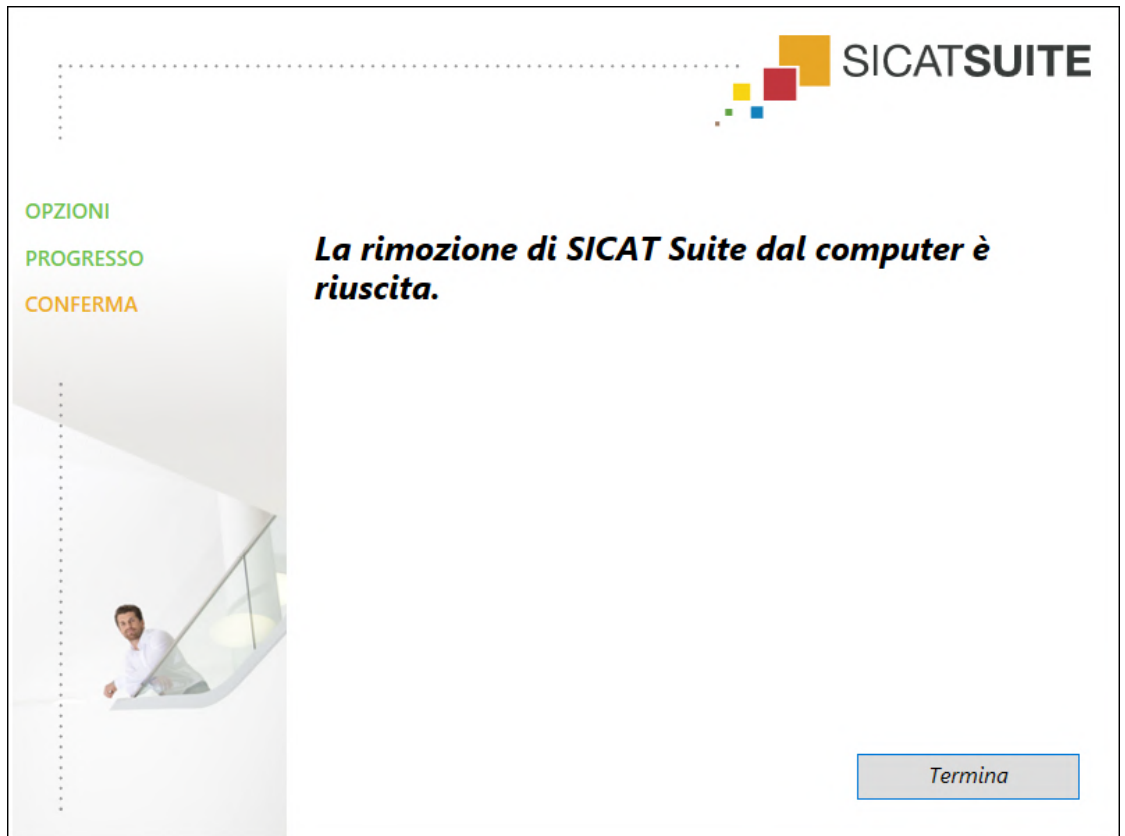 SICATSUITE
OPZIONI
PROGRESSO
CONFERMA
La rimozione di SICAT Suite dal computer è
riuscita.
Termina